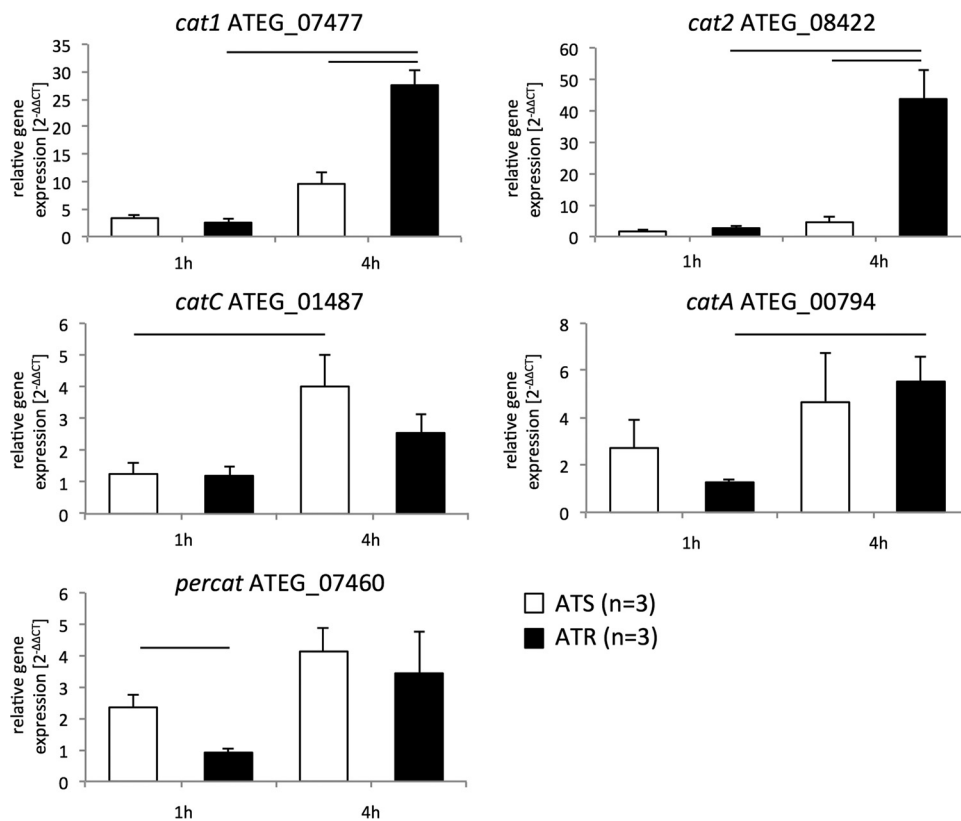 cat1 ATEG_07477
relative gene
expression [2-ΔΔCT]
35
30
25
20
15
10
5
0
1h
4h
cat2 ATEG_08422
relative gene
expression [2-ΔΔCT]
60
50
40
30
20
10
0
1h
4h
catC ATEG_01487
relative gene
expression [2-ΔΔCT]
6
5
4
3
2
1
0
1h
4h
catA ATEG_00794
relative gene
expression [2-ΔΔCT]
8
6
4
2
0
1h
4h
percat ATEG_07460
relative gene
expression [2-ΔΔCT]
6
5
4
3
2
1
0
1h
4h
ATS (n=3)
ATR (n=3)